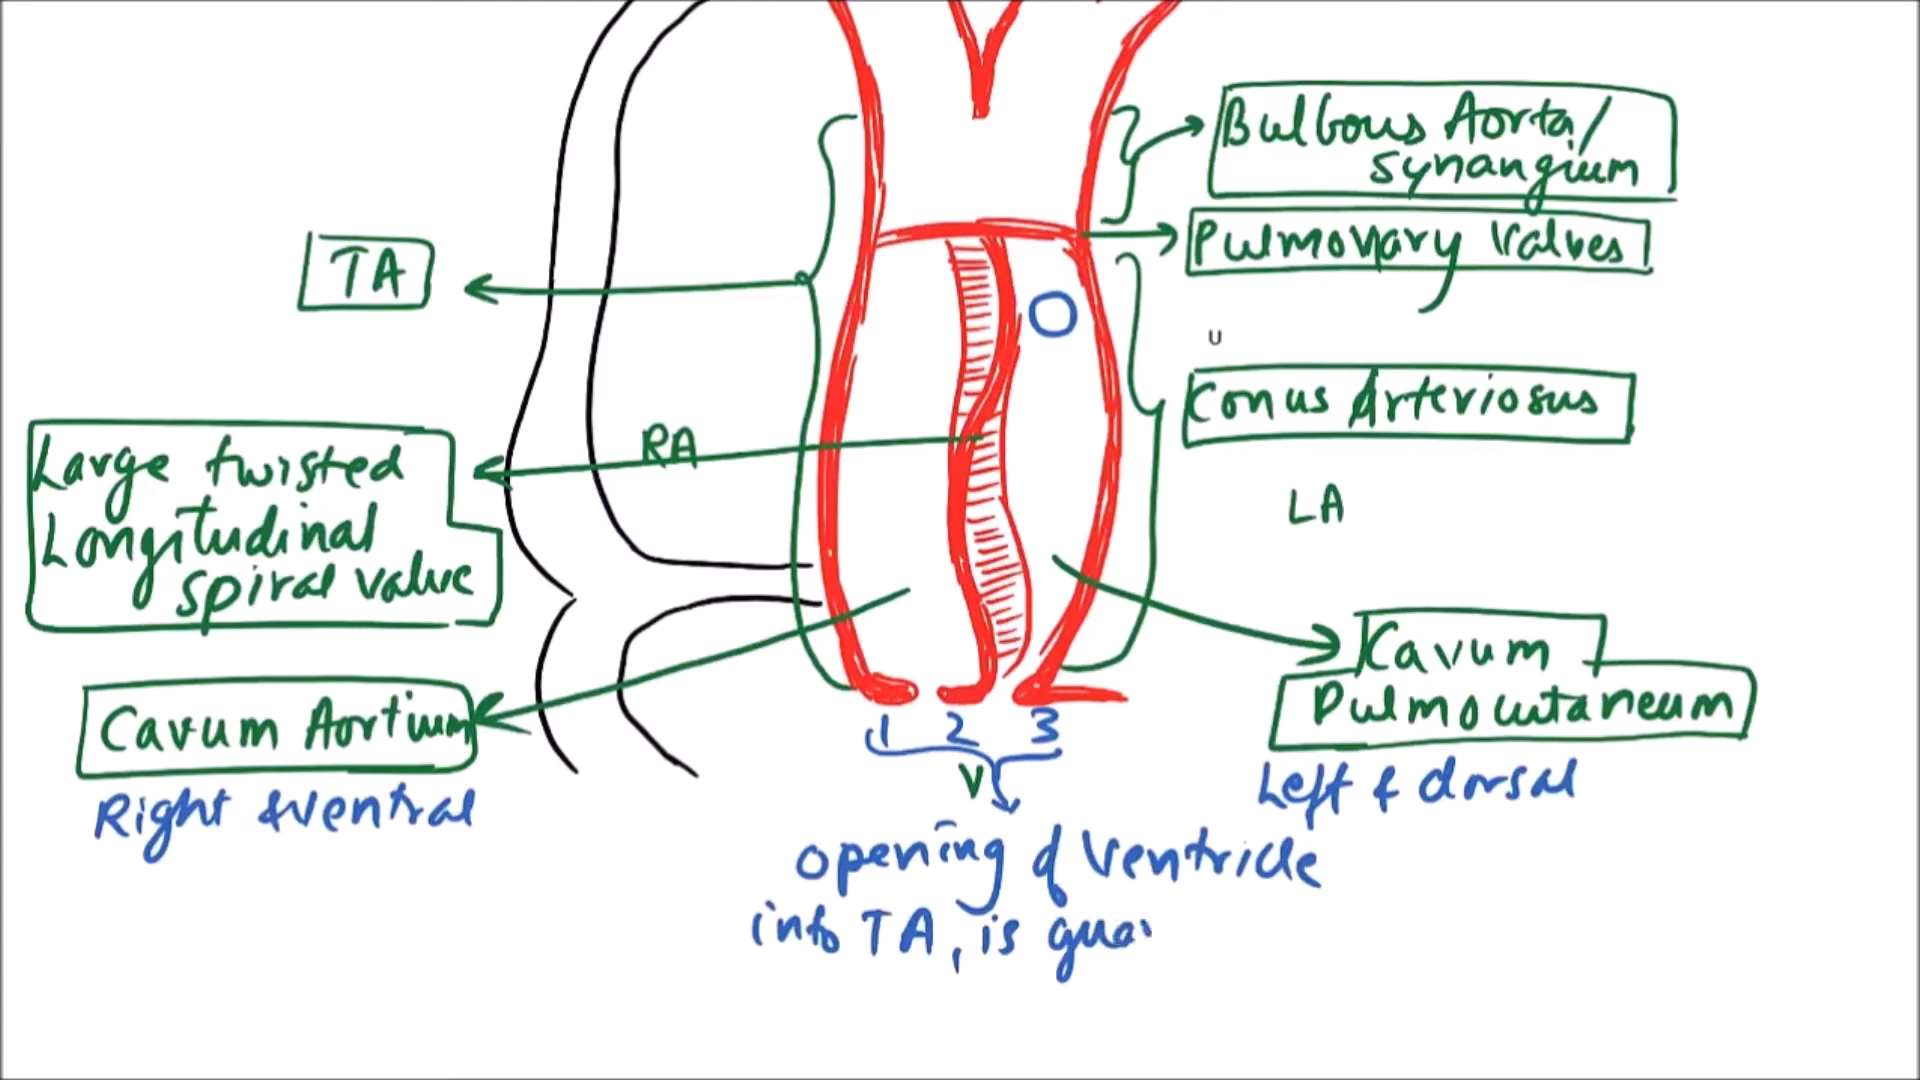 Bulbous Aorta/
synangium
Pulmonary Valves
TA
U
Conus Arteriosus
RA
Large twisted
Longitudinal
spiral valve
LA
Cavum
Pulmocutaneum
Cavum Aortium
1 2 3
V
Left & dorsal
Right & ventral
opening of Ventricle
into TA, is gua